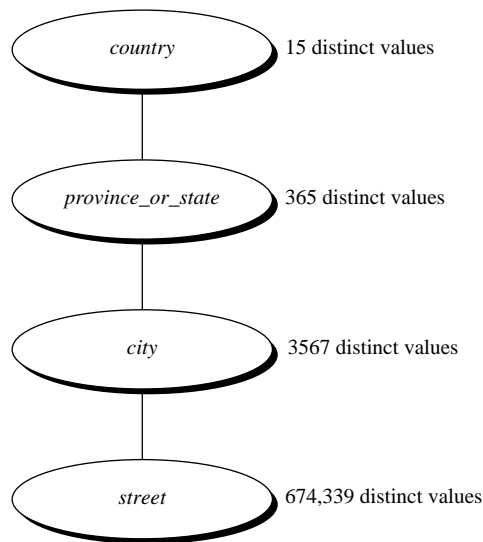 country 15 distinct values
province_or_state 365 distinct values
city 3567 distinct values
street 674,339 distinct values